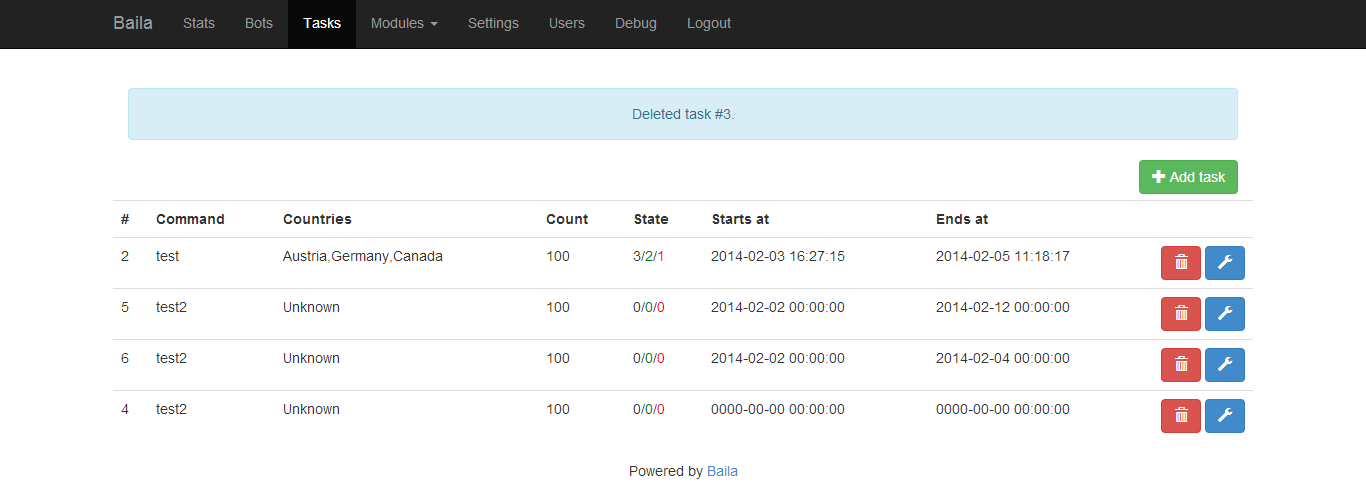 Baila Stats Bots Tasks Modules Settings Users Debug Logout
Deleted task #3.
Add task
# Command Countries Count State Starts at Ends at
2 test Austria,Germany,Canada 100 3/2/1 2014-02-03 16:27:15 2014-02-05 11:18:17
5 test2 Unknown 100 0/0/0 2014-02-02 00:00:00 2014-02-12 00:00:00
6 test2 Unknown 100 0/0/0 2014-02-02 00:00:00 2014-02-04 00:00:00
4 test2 Unknown 100 0/0/0 0000-00-00 00:00:00 0000-00-00 00:00:00
Powered by Baila